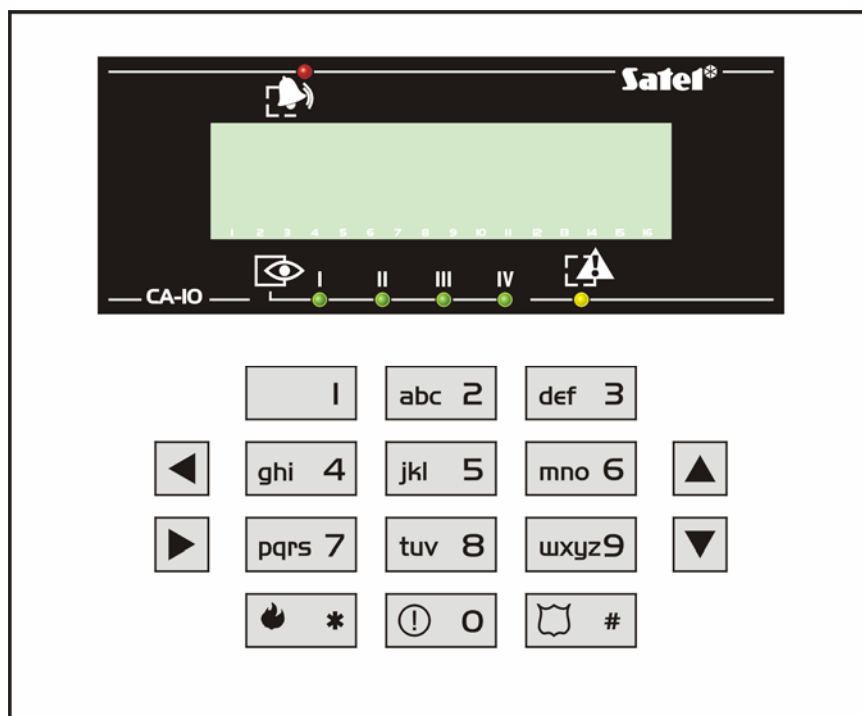 Satel
1 2 3 4 5 6 7 8 9 10 11 12 13 14 15 16
I II III IV
CA-10
1 abc 2 def 3
ghi 4 jkl 5 mno 6
pqrs 7 tuv 8 wxyz9
* 0 #